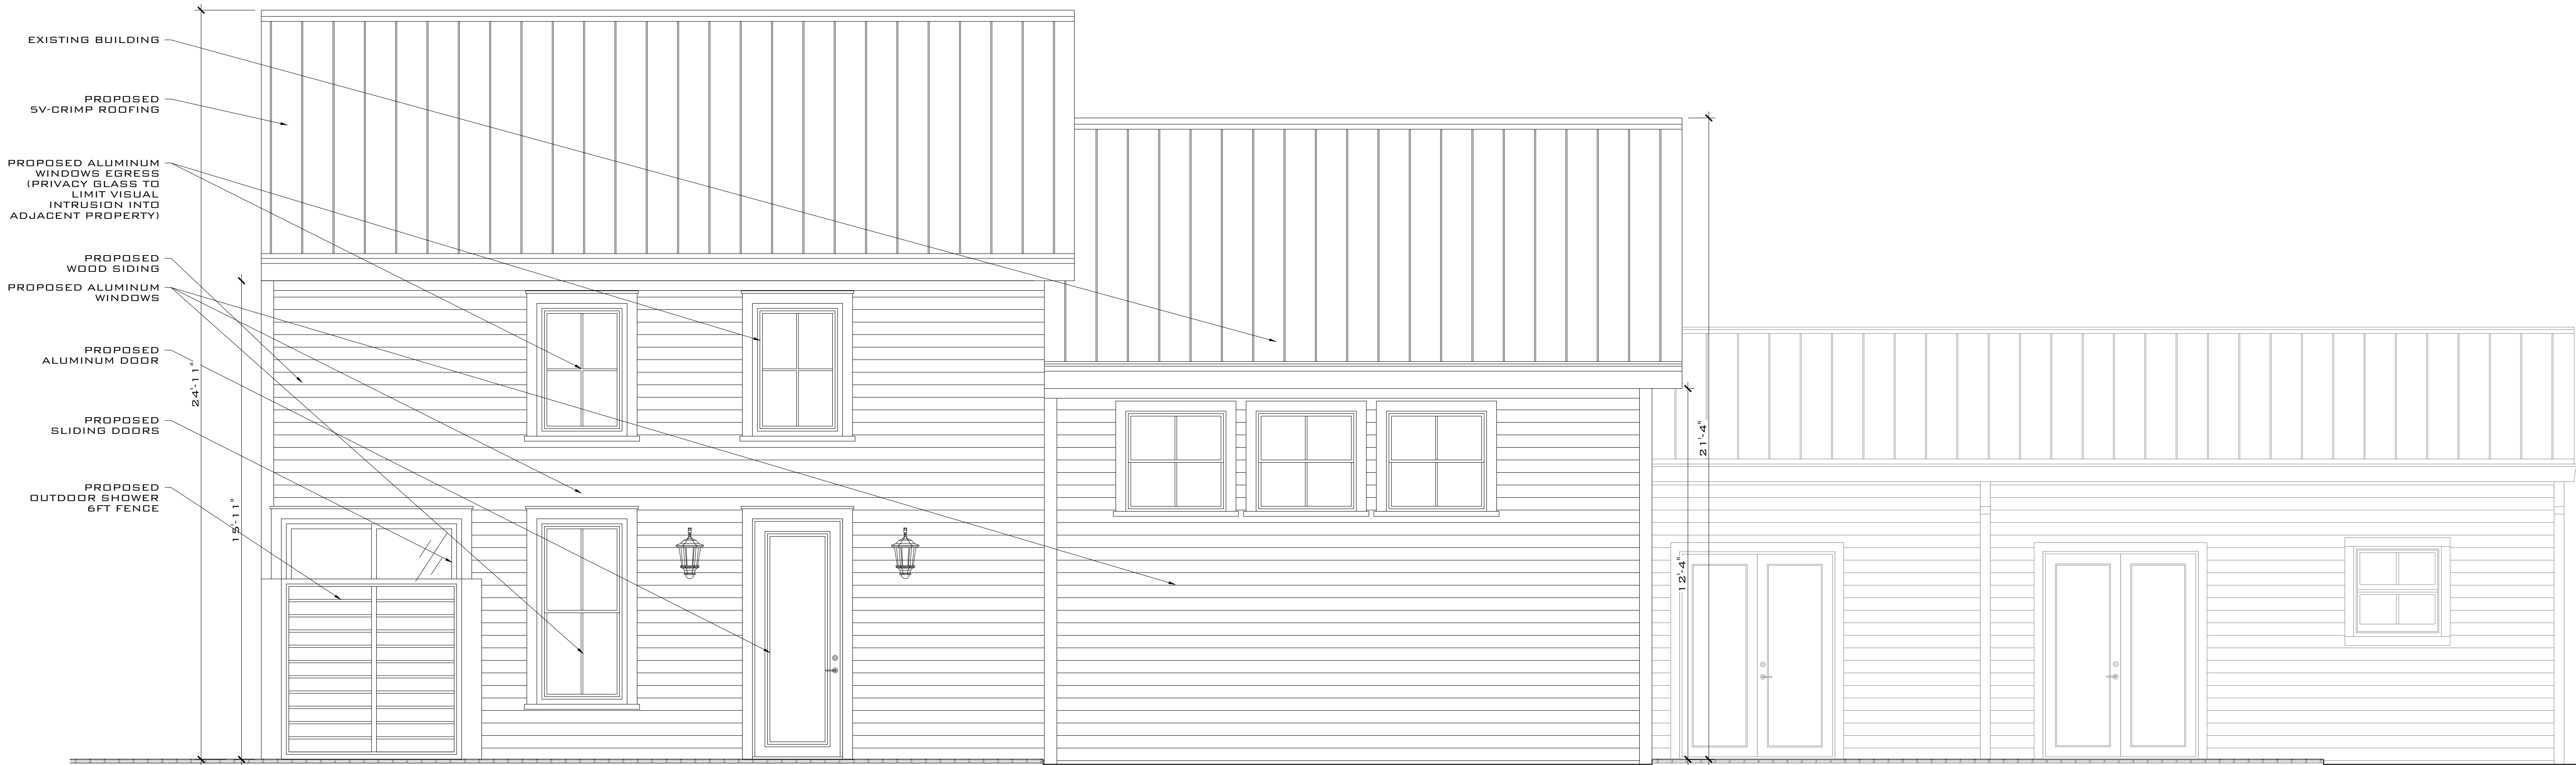 EXISTING BUILDING
PROPOSED
5V-CRIMP ROOFING
PROPOSED ALUMINUM
WINDOWS EGRESS
(PRIVACY GLASS TO
LIMIT VISUAL
INTRUSION INTO
ADJACENT PROPERTY)
PROPOSED
WOOD SIDING
PROPOSED ALUMINUM
WINDOWS
PROPOSED
ALUMINUM DOOR
PROPOSED
SLIDING DOORS
PROPOSED
OUTDOOR SHOWER
6FT FENCE
24'-11"
15'-11"
21'-4"
12'-4"